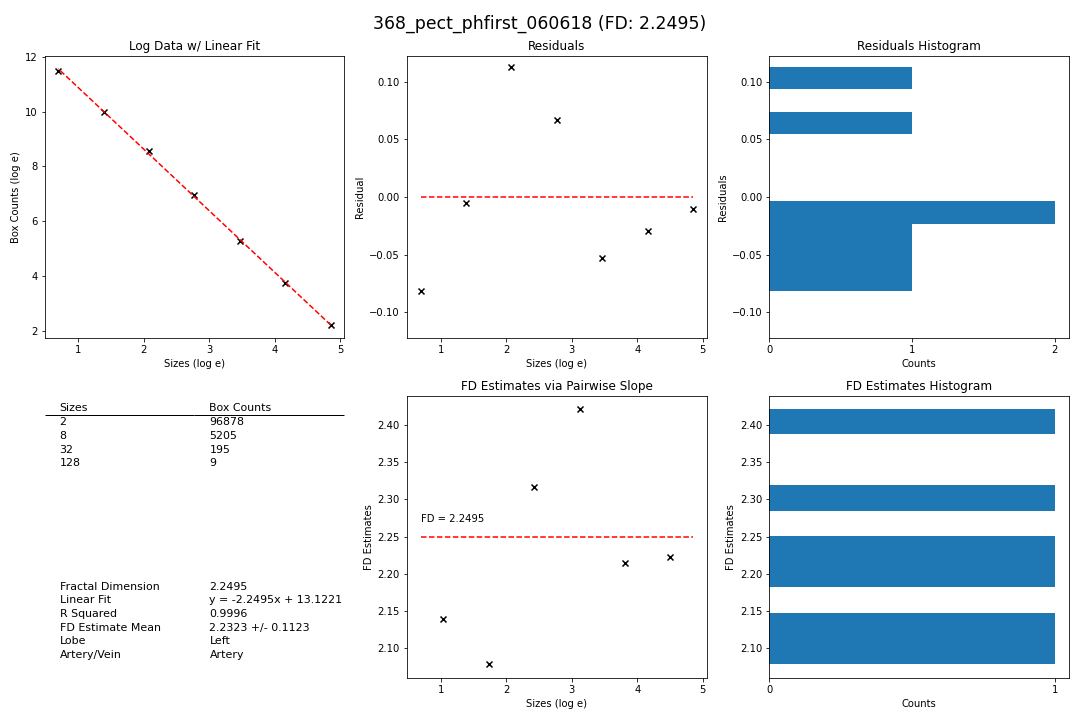 368_pect_phfirst_060618 (FD: 2.2495)
Log Data w/ Linear Fit
12
10
8
6
4
2
Box Counts (log e)
1 2 3 4 5
Sizes (log e)
Residuals
0.10
0.05
0.00
−0.05
−0.10
Residual
1 2 3 4 5
Sizes (log e)
Residuals Histogram
0.10
0.05
0.00
−0.05
−0.10
Residuals
0 1 2
Counts
Sizes Box Counts
2 96878
8 5205
32 195
128 9
Fractal Dimension 2.2495
Linear Fit y = -2.2495x + 13.1221
R Squared 0.9996
FD Estimate Mean 2.2323 +/- 0.1123
Lobe Left
Artery/Vein Artery
FD Estimates via Pairwise Slope
2.40
2.35
2.30
2.25
2.20
2.15
2.10
FD Estimates
FD = 2.2495
1 2 3 4 5
Sizes (log e)
FD Estimates Histogram
2.40
2.35
2.30
2.25
2.20
2.15
2.10
FD Estimates
0 1
Counts